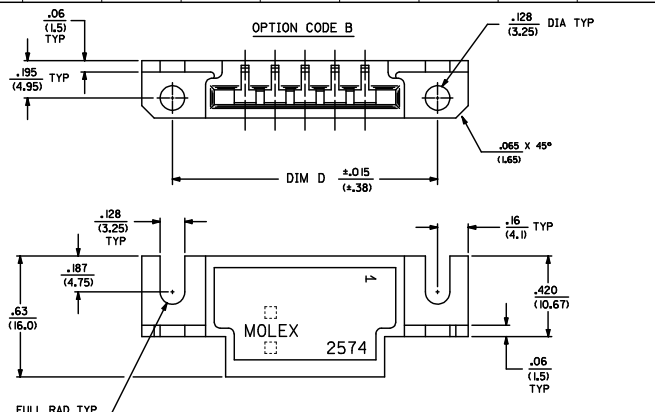 .06
(1.5)
TYP
OPTION CODE B
.128
(3.25)
DIA TYP
.195
(4.95)
TYP
.065 X 45°
(1.65)
DIM D
±.015
(±.38)
.128
(3.25)
TYP
.16
(4.1)
TYP
.187
(4.75)
1
.420
(10.67)
.63
(16.0)
MOLEX
2574
.06
(1.5)
TYP
FULL RAD TYP